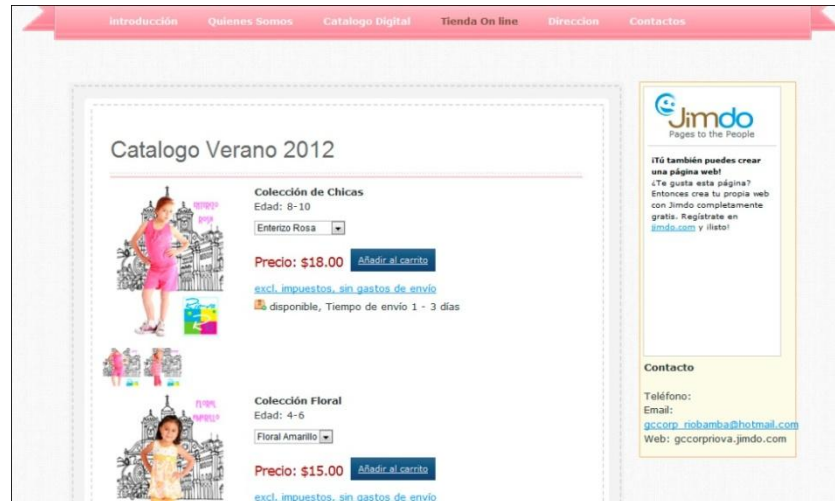 introducción Quienes Somos Catalogo Digital Tienda On line Direccion Contactos
Catalogo Verano 2012
ENTERIZO
ROSA
Colección de Chicas
Edad: 8-10
Enterizo Rosa
Precio: $18.00 Añadir al carrito
excl. impuestos, sin gastos de envío
disponible, Tiempo de envío 1 - 3 días
FLORAL
AMARILLO
Colección Floral
Edad: 4-6
Floral Amarillo
Precio: $15.00 Añadir al carrito
excl. impuestos, sin gastos de envío
Jimdo
Pages to the People
¡Tú también puedes crear
una página web!
¿Te gusta esta página?
Entonces crea tu propia web
con Jimdo completamente
gratis. Regístrate en
jimdo.com y ¡listo!
Contacto
Teléfono:
Email:
gccorp_riobamba@hotmail.com
Web: gccorpriova.jimdo.com